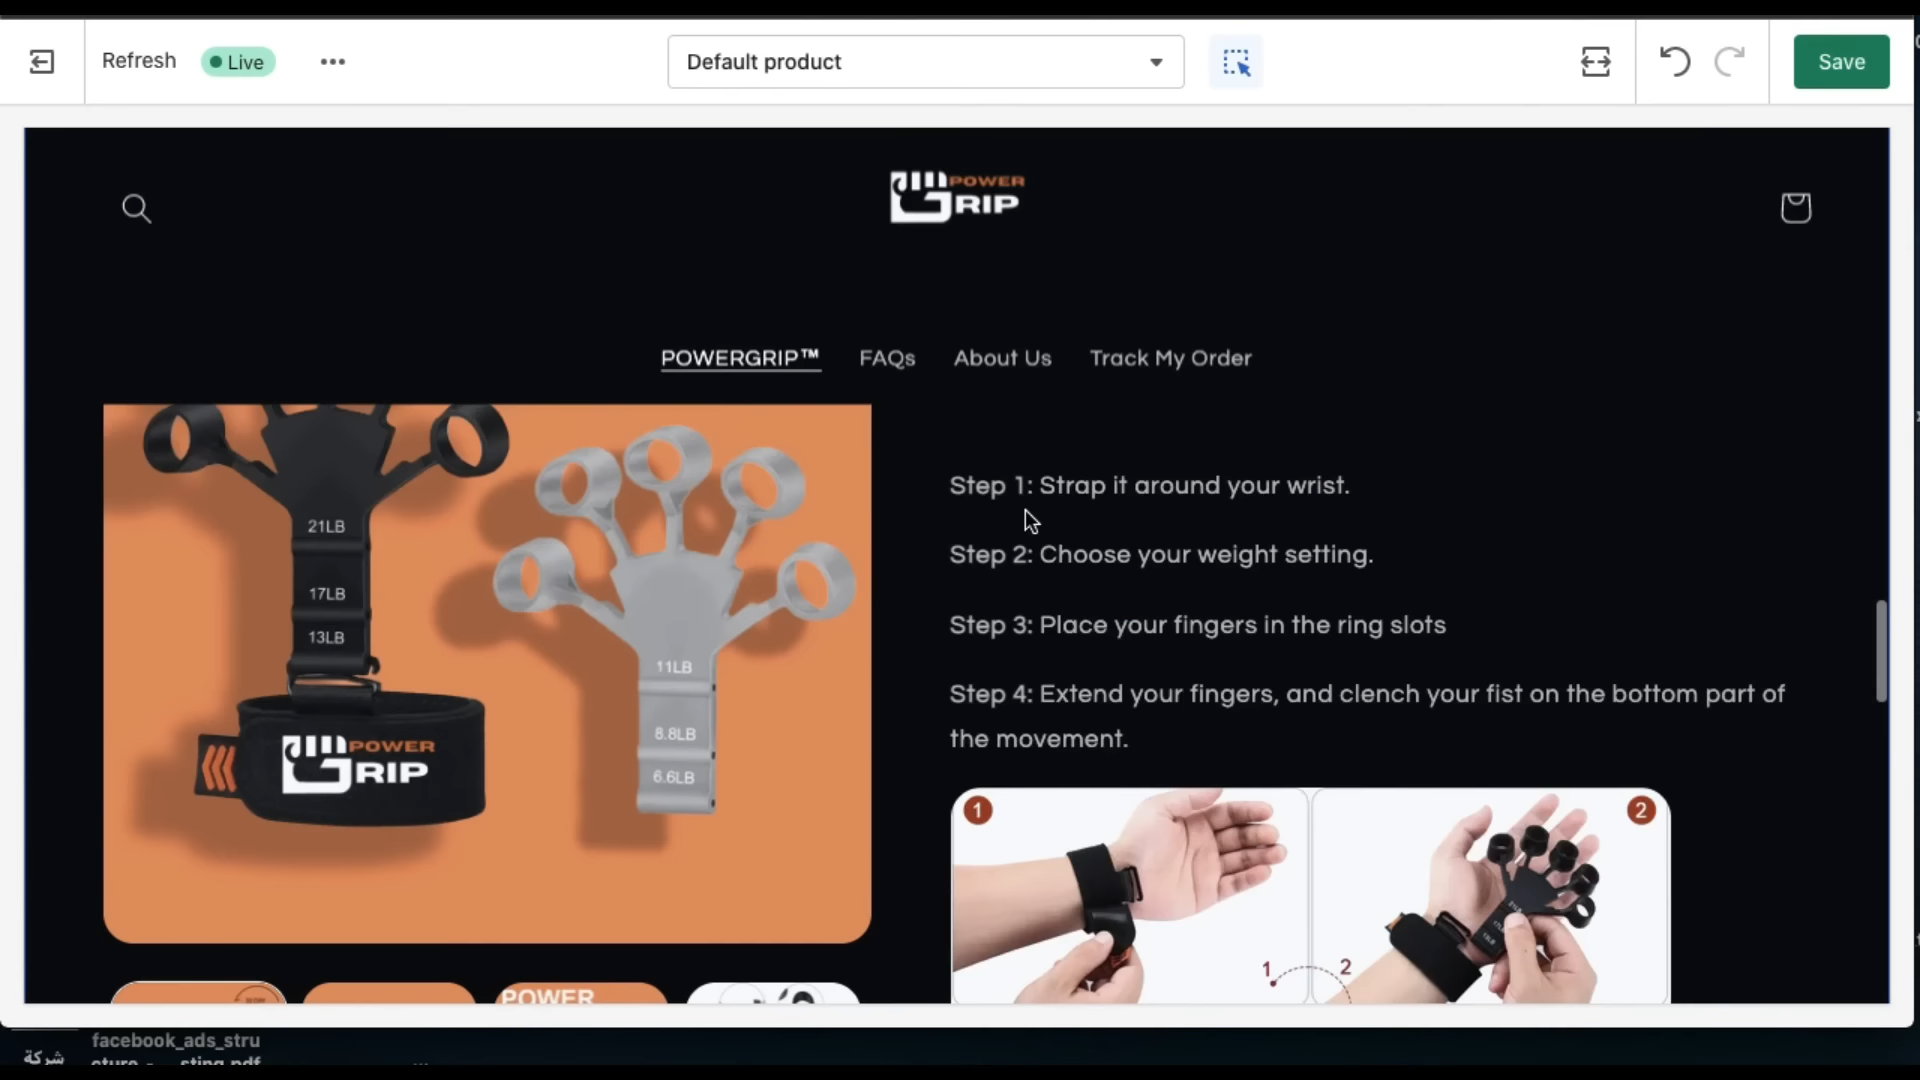 Refresh
Live
Default product
Save
POWER
GRIP
POWERGRIP™
FAQs
About Us
Track My Order
21LB
17LB
13LB
11LB
8.8LB
6.6LB
POWER
GRIP
Step 1: Strap it around your wrist.
Step 2: Choose your weight setting.
Step 3: Place your fingers in the ring slots
Step 4: Extend your fingers, and clench your fist on the bottom part of
the movement.
1
2
1
2
POWER
facebook_ads_stru
شركة